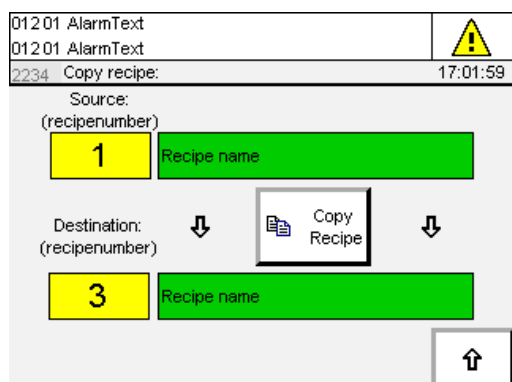 01201 AlarmText
01201 AlarmText
2234 Copy recipe: 17:01:59
Source:
(recipenumber)
1 Recipe name
Destination:
(recipenumber)
Copy
Recipe
3 Recipe name